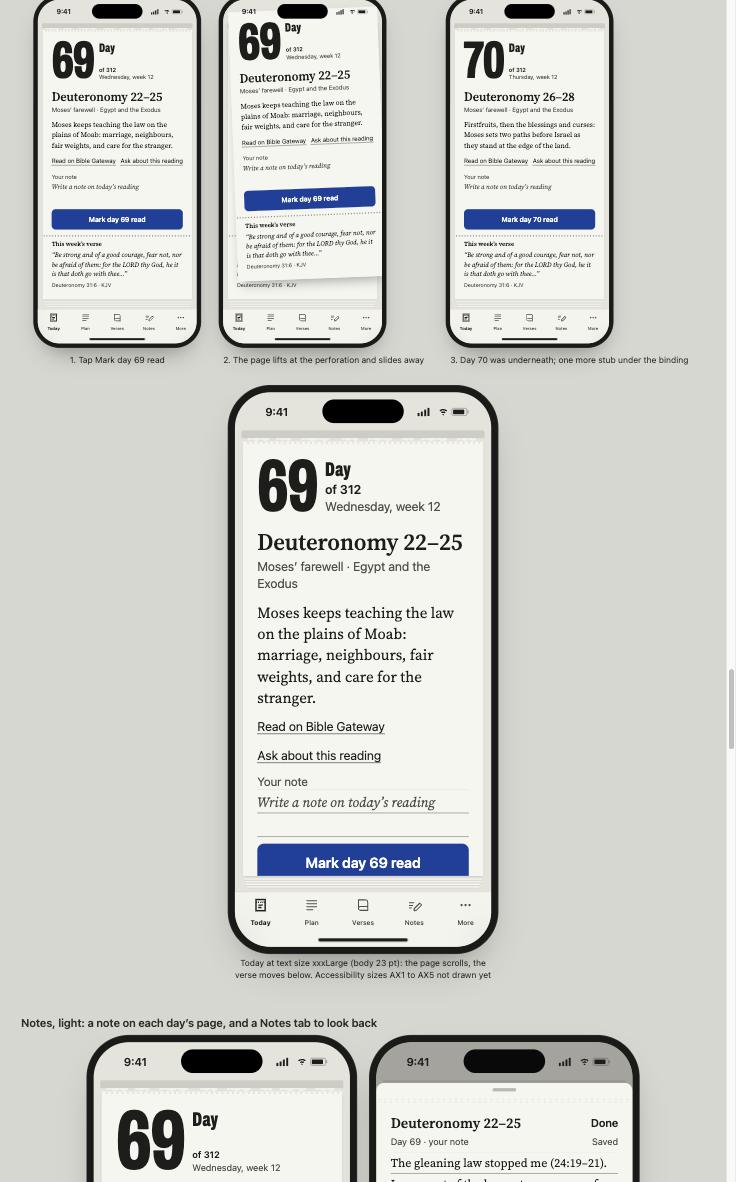 9:41
69
Day
of 312
Wednesday, week 12
Deuteronomy 22–25
Moses’ farewell · Egypt and the Exodus
Moses keeps teaching the law on the
plains of Moab: marriage, neighbours,
fair weights, and care for the stranger.
Read on Bible Gateway Ask about this reading
Your note
Write a note on today’s reading
Mark day 69 read
This week’s verse
“Be strong and of a good courage, fear not, nor
be afraid of them: for the LORD thy God, he it
is that doth go with thee…”
Deuteronomy 31:6 · KJV
Today Plan Verses Notes More
1. Tap Mark day 69 read
9:41
69
Day
of 312
Wednesday, week 12
Deuteronomy 22–25
Moses’ farewell · Egypt and the Exodus
Moses keeps teaching the law on the
plains of Moab: marriage, neighbours,
fair weights, and care for the stranger.
Read on Bible Gateway Ask about this reading
Your note
Write a note on today’s reading
Mark day 69 read
This week’s verse
“Be strong and of a good courage, fear not, nor
be afraid of them: for the LORD thy God, he it
is that doth go with thee…”
Deuteronomy 31:6 · KJV
Deuteronomy 31:6 · KJV
Today Plan Verses Notes More
2. The page lifts at the perforation and slides away
9:41
70
Day
of 312
Thursday, week 12
Deuteronomy 26–28
Moses’ farewell · Egypt and the Exodus
Firstfruits, then the blessings and curses:
Moses sets two paths before Israel as
they stand at the edge of the land.
Read on Bible Gateway Ask about this reading
Your note
Write a note on today’s reading
Mark day 70 read
This week’s verse
“Be strong and of a good courage, fear not, nor
be afraid of them: for the LORD thy God, he it
is that doth go with thee…”
Deuteronomy 31:6 · KJV
Today Plan Verses Notes More
3. Day 70 was underneath; one more stub under the binding
9:41
69
Day
of 312
Wednesday, week 12
Deuteronomy 22–25
Moses’ farewell · Egypt and the
Exodus
Moses keeps teaching the law
on the plains of Moab:
marriage, neighbours, fair
weights, and care for the
stranger.
Read on Bible Gateway
Ask about this reading
Your note
Write a note on today’s reading
Mark day 69 read
Today Plan Verses Notes More
Today at text size xxxLarge (body 23 pt): the page scrolls, the
verse moves below. Accessibility sizes AX1 to AX5 not drawn yet
Notes, light: a note on each day’s page, and a Notes tab to look back
9:41
69
Day
of 312
Wednesday, week 12
9:41
Deuteronomy 22–25 Done
Day 69 · your note Saved
The gleaning law stopped me (24:19–21).